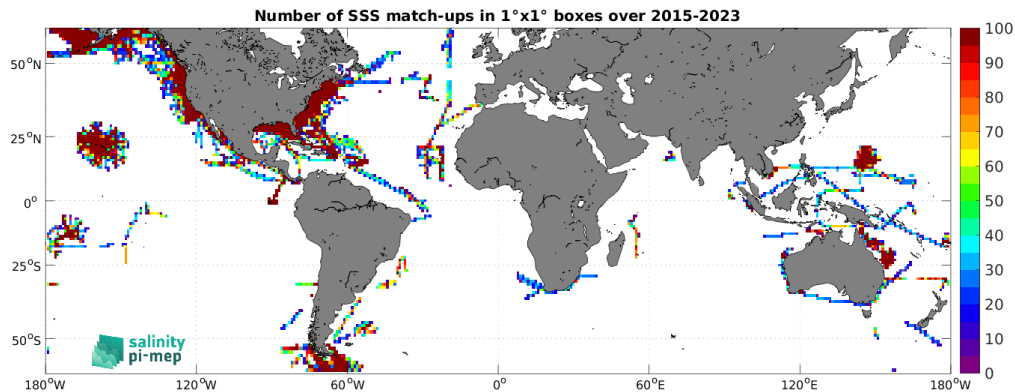 Number of SSS match-ups in 1°x1° boxes over 2015-2023
100
90
80
70
60
50
40
30
20
10
0
50°N
25°N
0°
25°S
50°S
salinity
pi-mep
180°W 120°W 60°W 0° 60°E 120°E 180°W